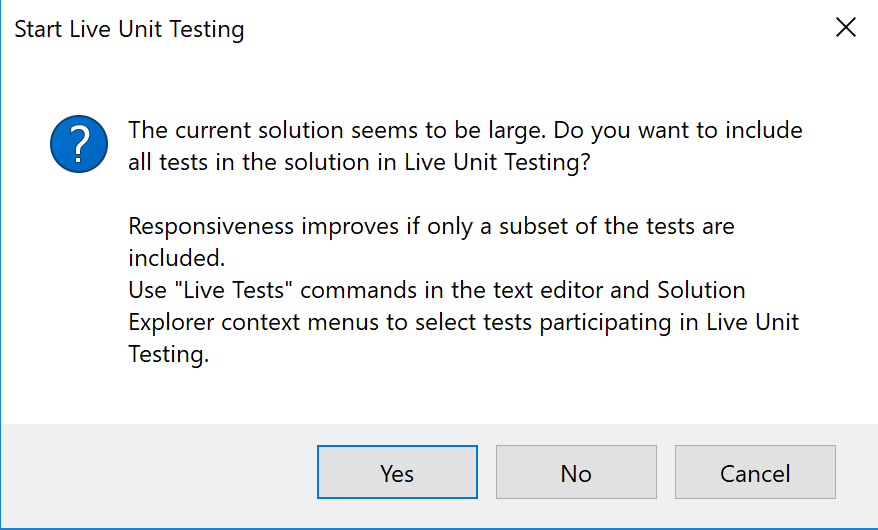 Start Live Unit Testing
?
The current solution seems to be large. Do you want to include
all tests in the solution in Live Unit Testing?
Responsiveness improves if only a subset of the tests are
included.
Use "Live Tests" commands in the text editor and Solution
Explorer context menus to select tests participating in Live Unit
Testing.
Yes
No
Cancel